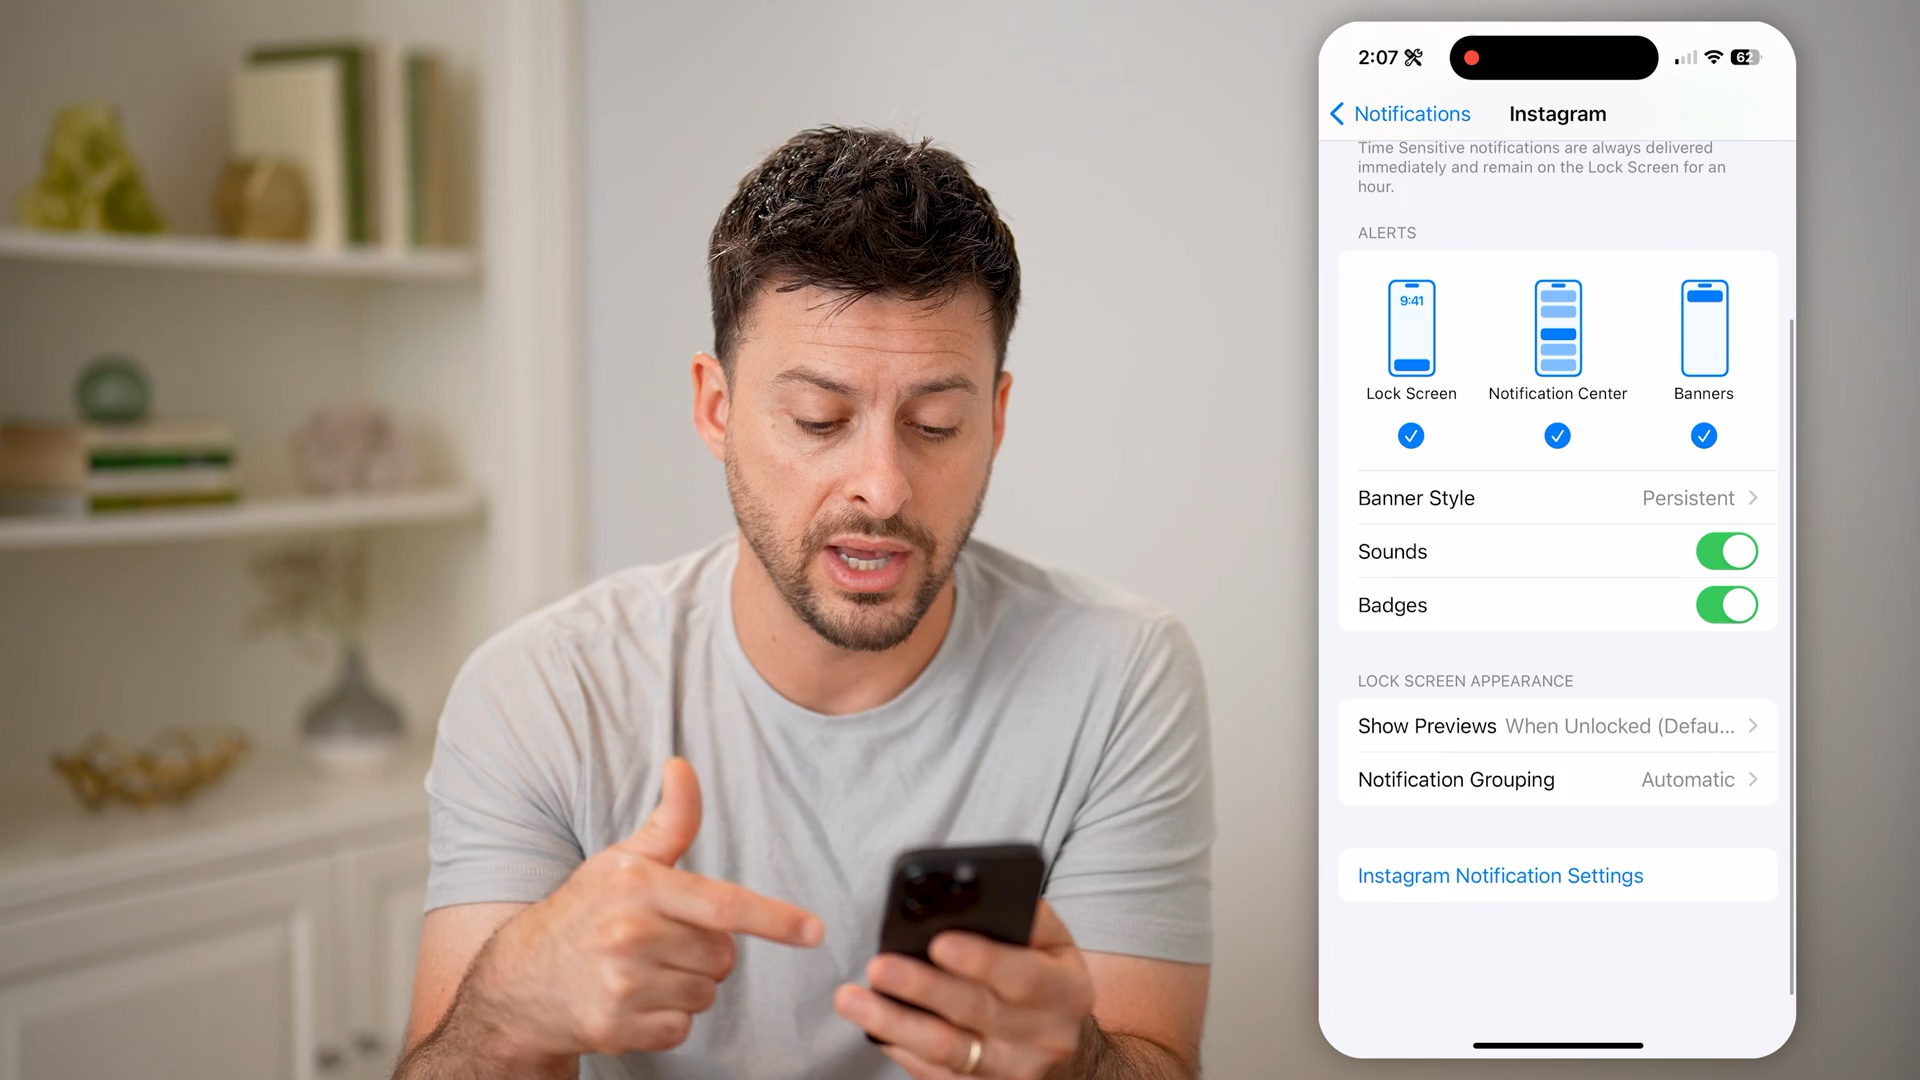 2:07
62
Notifications
Instagram
Time Sensitive notifications are always delivered
immediately and remain on the Lock Screen for an
hour.
ALERTS
9:41
Lock Screen
Notification Center
Banners
Banner Style
Persistent
Sounds
Badges
LOCK SCREEN APPEARANCE
Show Previews
When Unlocked (Defau...
Notification Grouping
Automatic
Instagram Notification Settings